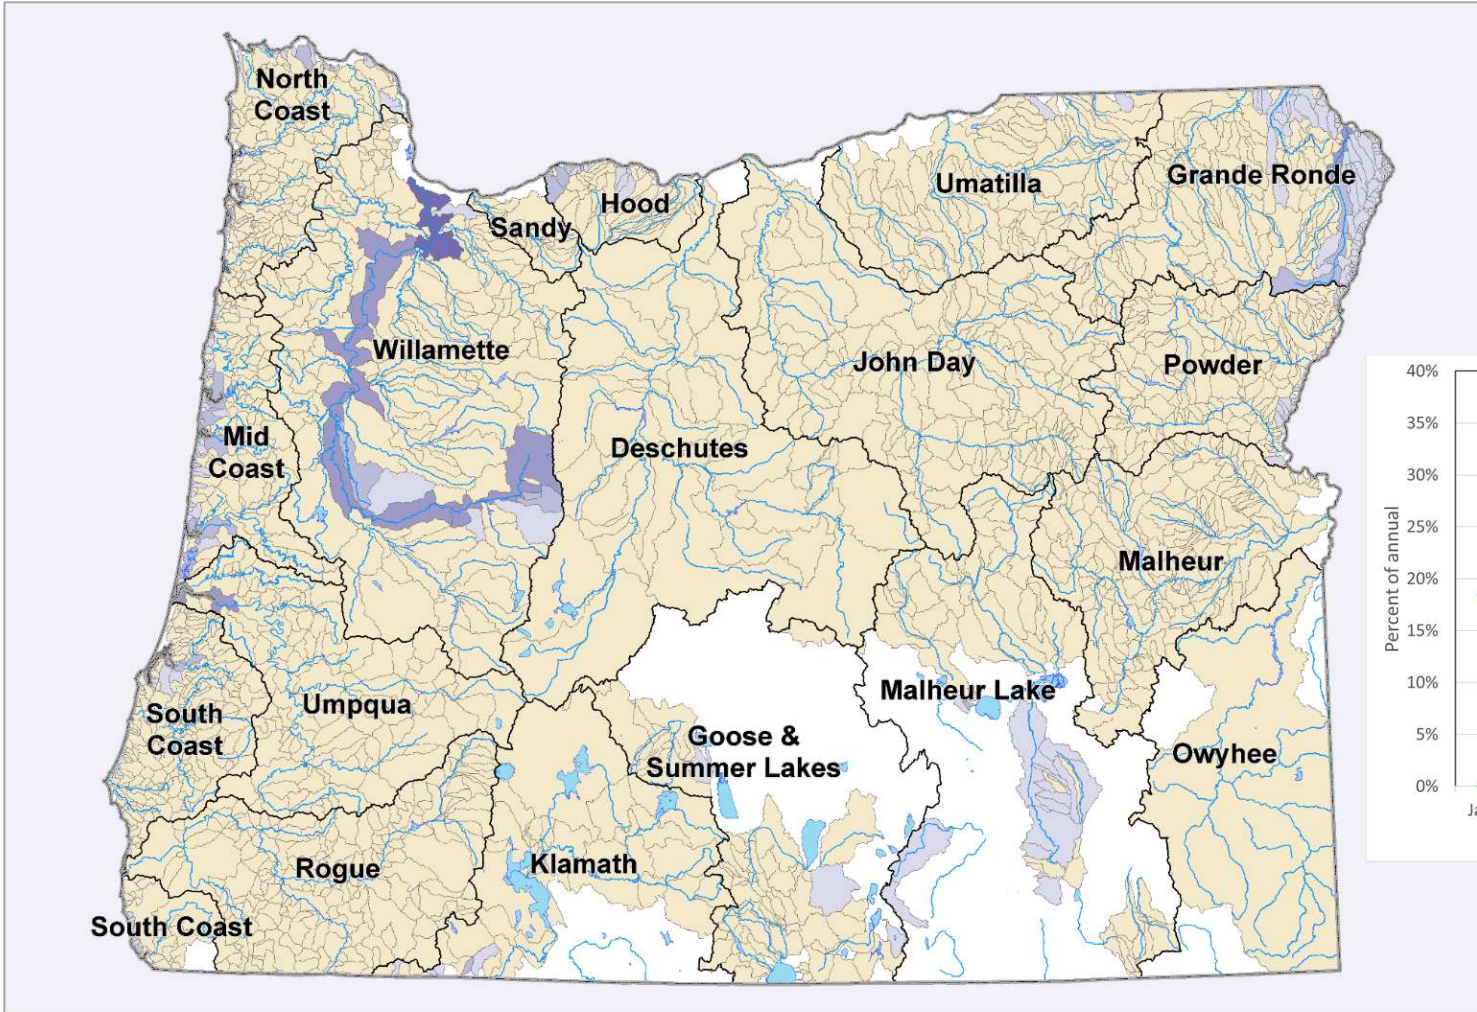 North
Coast
Sandy
Hood
Umatilla
Grande Ronde
Willamette
John Day
Powder
Mid
Coast
Deschutes
Malheur
Umpqua
South
Coast
Goose &
Summer Lakes
Malheur Lake
Owyhee
Rogue
Klamath
South Coast
Percent of annual
40%
35%
30%
25%
20%
15%
10%
5%
0%
Ja